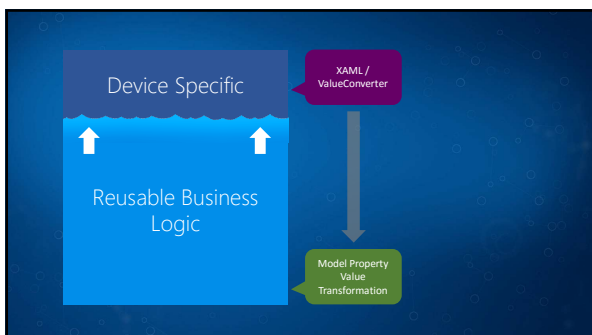 Device Specific
XAML /
ValueConverter
Reusable Business
Logic
Model Property
Value
Transformation